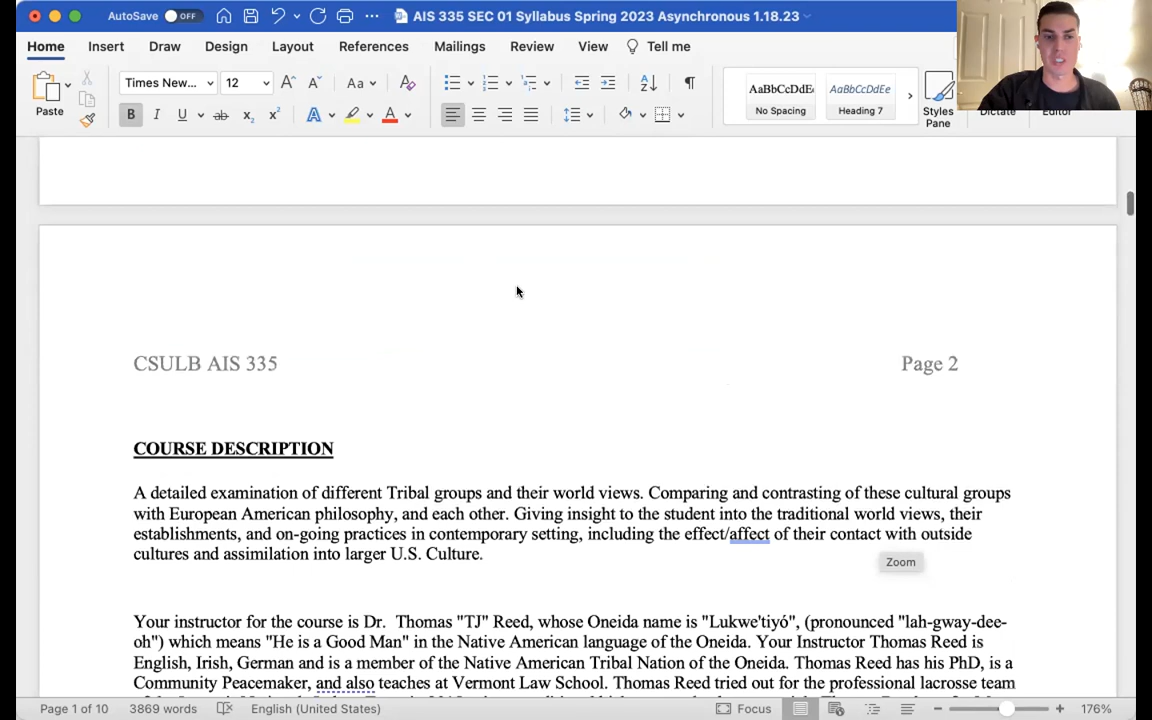 AutoSave OFF AIS 335 SEC 01 Syllabus Spring 2023 Asynchronous 1.18.23
Home Insert Draw Design Layout References Mailings Review View Tell me
Paste
Times New... 12
Aa
AaBbCcDdEe
No Spacing
AaBbCcDdEe
Heading 7
Styles
Pane
Dictate
Editor
CSULB AIS 335 Page 2
COURSE DESCRIPTION
A detailed examination of different Tribal groups and their world views. Comparing and contrasting of these cultural groups
with European American philosophy, and each other. Giving insight to the student into the traditional world views, their
establishments, and on-going practices in contemporary setting, including the effect/affect of their contact with outside
cultures and assimilation into larger U.S. Culture.
Zoom
Your instructor for the course is Dr. Thomas "TJ" Reed, whose Oneida name is "Lukwe'tiyó", (pronounced "lah-gway-dee-
oh") which means "He is a Good Man" in the Native American language of the Oneida. Your Instructor Thomas Reed is
English, Irish, German and is a member of the Native American Tribal Nation of the Oneida. Thomas Reed has his PhD, is a
Community Peacemaker, and also teaches at Vermont Law School. Thomas Reed tried out for the professional lacrosse team
Page 1 of 10 3869 words English (United States) Focus 176%